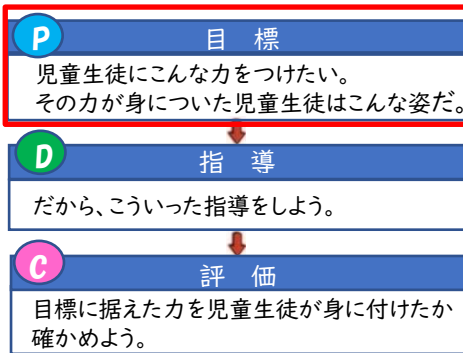 P
目 標
児童生徒にこんな力をつけたい。
その力が身についた児童生徒はこんな姿だ。
D
指 導
だから、こういった指導をしよう。
C
評 価
目標に据えた力を児童生徒が身に付けたか
確かめよう。